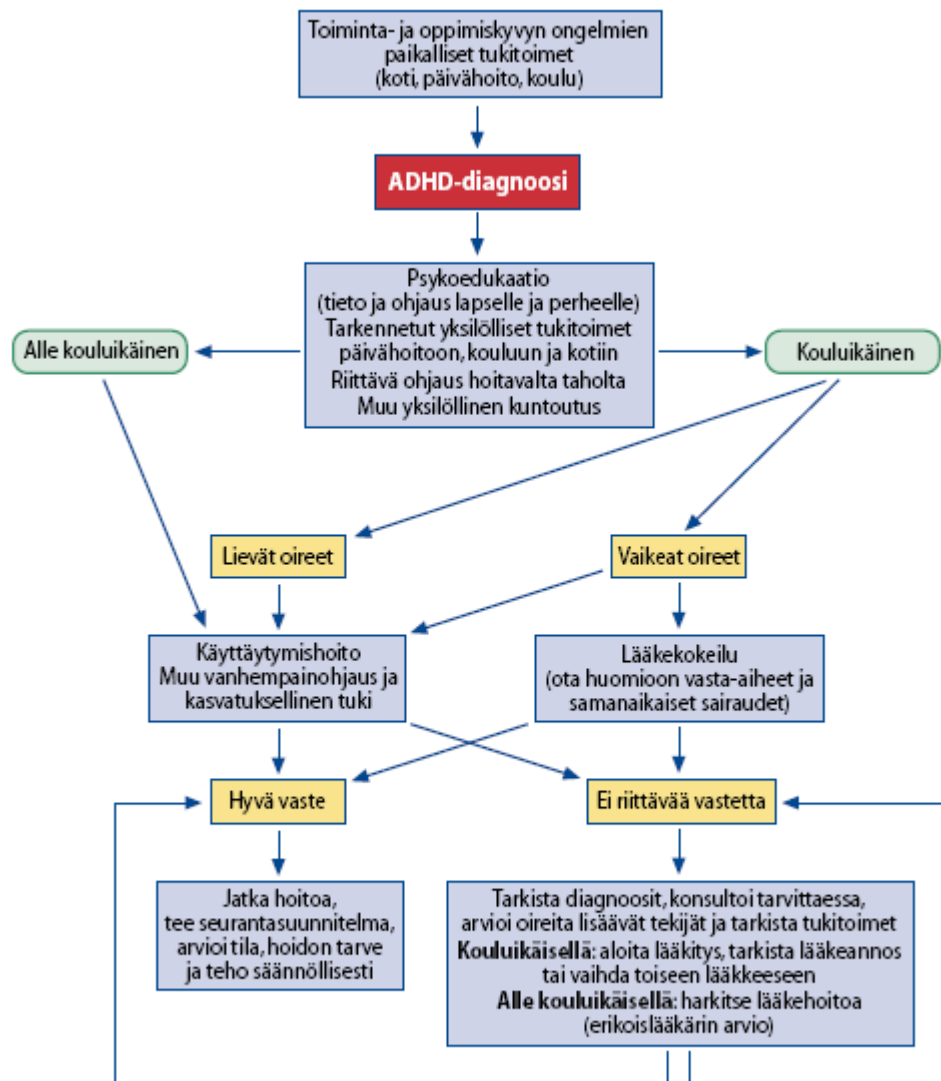 Toiminta- ja oppimiskyvyn ongelmien
paikalliset tukitoimet
(koti, päivähoito, koulu)
ADHD-diagnoosi
Psykoedukaatio
(tieto ja ohjaus lapselle ja perheelle)
Tarkennetut yksilölliset tukitoimet
päivähoitoon, kouluun ja kotiin
Riittävä ohjaus hoitavalta taholta
Muu yksilöllinen kuntoutus
Alle kouluikäinen
Kouluikäinen
Lievät oireet
Vaikeat oireet
Käyttäytymishoito
Muu vanhempainohjaus ja
kasvatuksellinen tuki
Lääkekokeilu
(ota huomioon vasta-aiheet ja
samanaikaiset sairaudet)
Hyvä vaste
Ei riittävää vastetta
Jatka hoitoa,
tee seurantasuunnitelma,
arvioi tila, hoidon tarve
ja teho säännöllisesti
Tarkista diagnoosit, konsultoi tarvittaessa,
arvioi oireita lisäävät tekijät ja tarkista tukitoimet
Kouluikäisellä: aloita lääkitys, tarkista lääkeannos
tai vaihda toiseen lääkkeeseen
Alle kouluikäisellä: harkitse lääkehoitoa
(erikoislääkärin arvio)